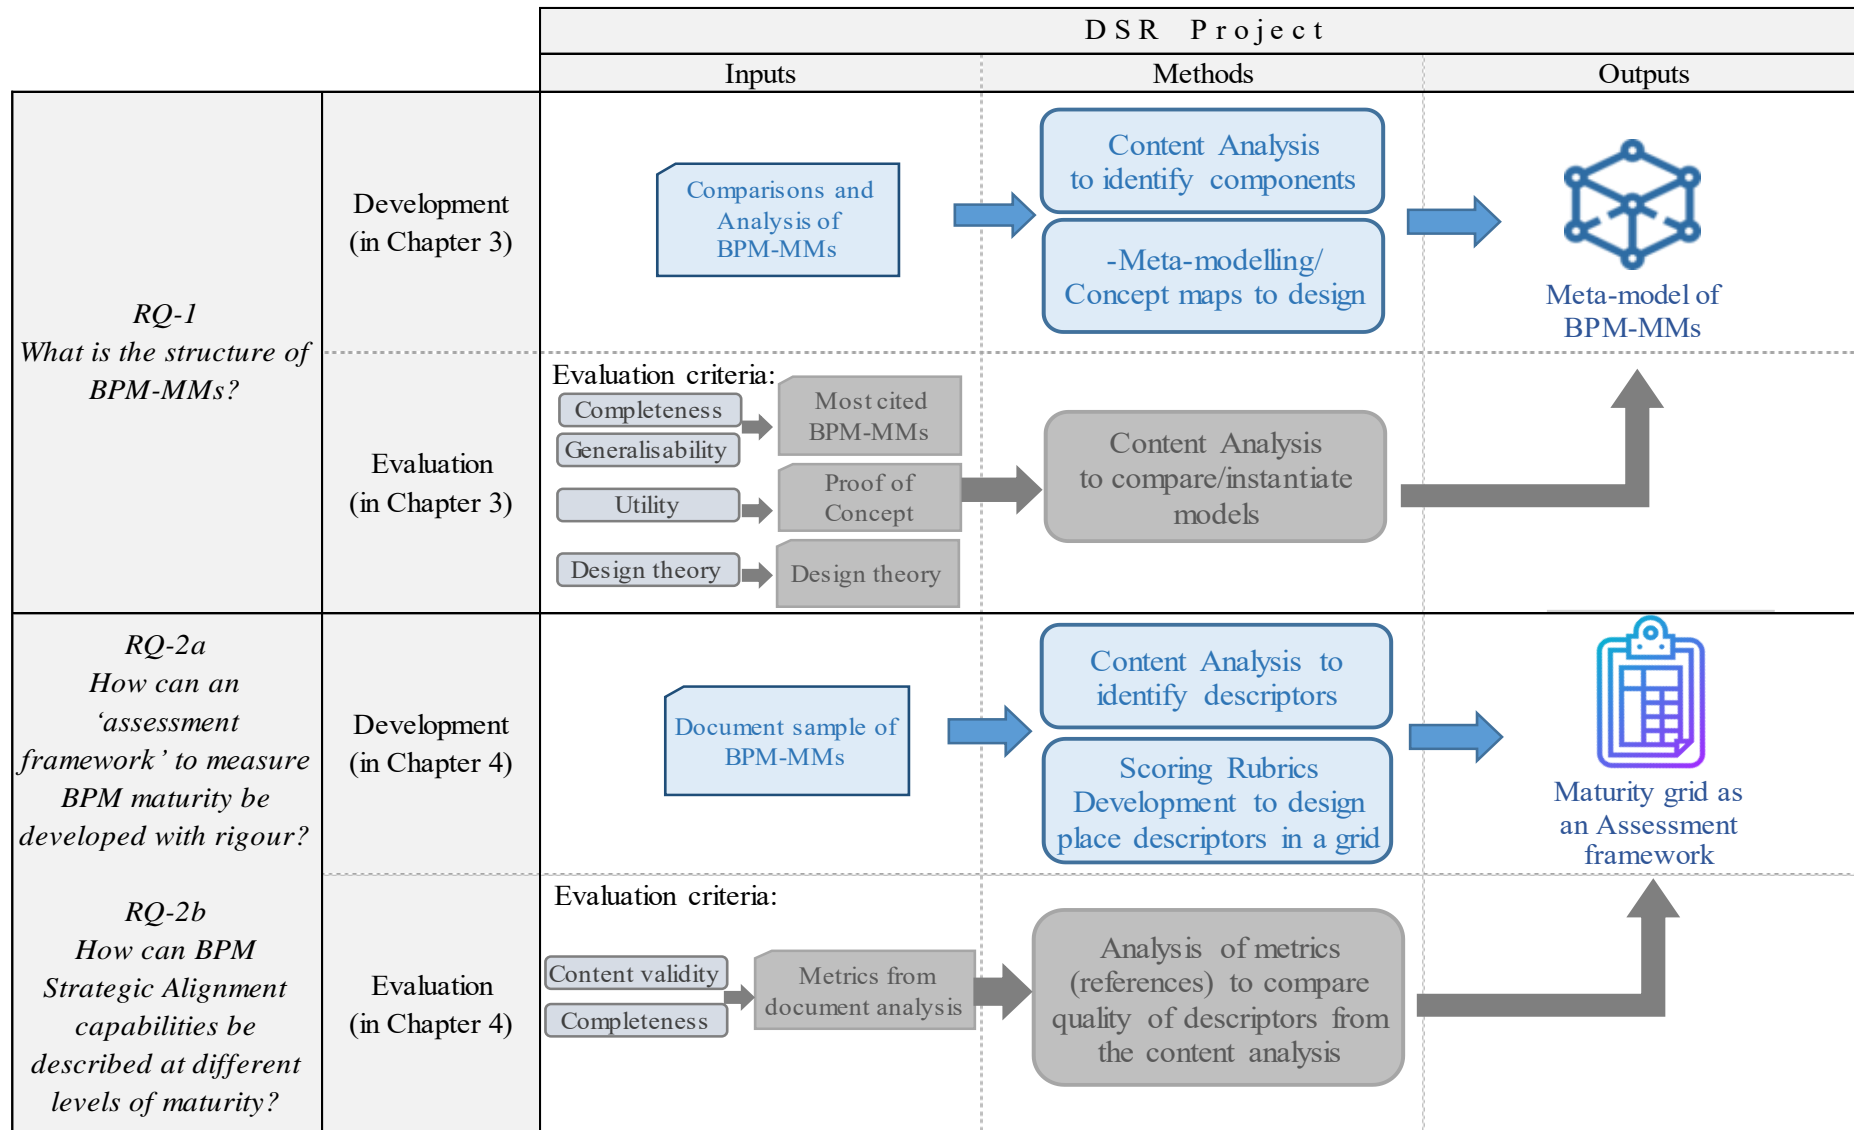 DSR Project
Inputs
Methods
Outputs
RQ-1
What is the structure of
BPM-MMs?
Development
(in Chapter 3)
Comparisons and
Analysis of
BPM-MMs
Content Analysis
to identify components
-Meta-modelling/
Concept maps to design
Meta-model of
BPM-MMs
Evaluation
(in Chapter 3)
Evaluation criteria:
Completeness
Generalisability
Most cited
BPM-MMs
Utility
Proof of
Concept
Design theory
Design theory
Content Analysis
to compare/instantiate
models
RQ-2a
How can an
‘assessment
framework’ to measure
BPM maturity be
developed with rigour?
Development
(in Chapter 4)
Document sample of
BPM-MMs
Content Analysis to
identify descriptors
Scoring Rubrics
Development to design
place descriptors in a grid
Maturity grid as
an Assessment
framework
RQ-2b
How can BPM
Strategic Alignment
capabilities be
described at different
levels of maturity?
Evaluation
(in Chapter 4)
Evaluation criteria:
Content validity
Completeness
Metrics from
document analysis
Analysis of metrics
(references) to compare
quality of descriptors from
the content analysis